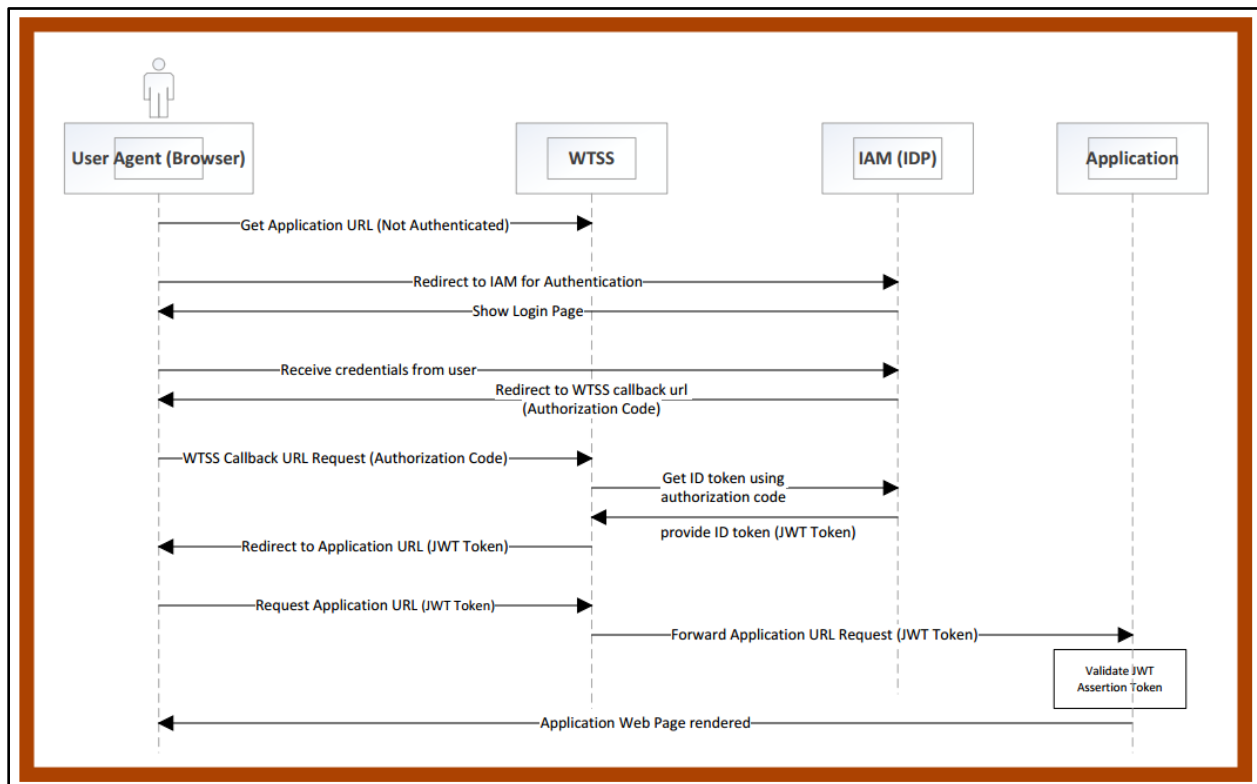 User Agent (Browser)
WTSS
IAM (IDP)
Application
Get Application URL (Not Authenticated)
Redirect to IAM for Authentication
Show Login Page
Receive credentials from user
Redirect to WTSS callback url
(Authorization Code)
WTSS Callback URL Request (Authorization Code)
Get ID token using
authorization code
provide ID token (JWT Token)
Redirect to Application URL (JWT Token)
Request Application URL (JWT Token)
Forward Application URL Request (JWT Token)
Validate JWT
Assertion Token
Application Web Page rendered